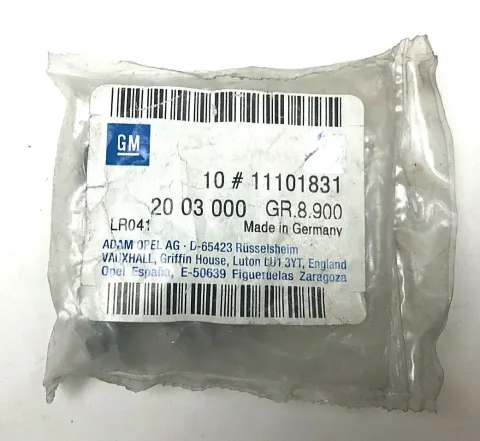 GM
10 # 11101831
20 03 000 GR.8.900
LR041 Made in Germany
ADAM OPEL AG · D-65423 Rüsselsheim
VAUXHALL, Griffin House, Luton LU1 3YT, England
Opel España, E-50639 Figueruelas Zaragoza